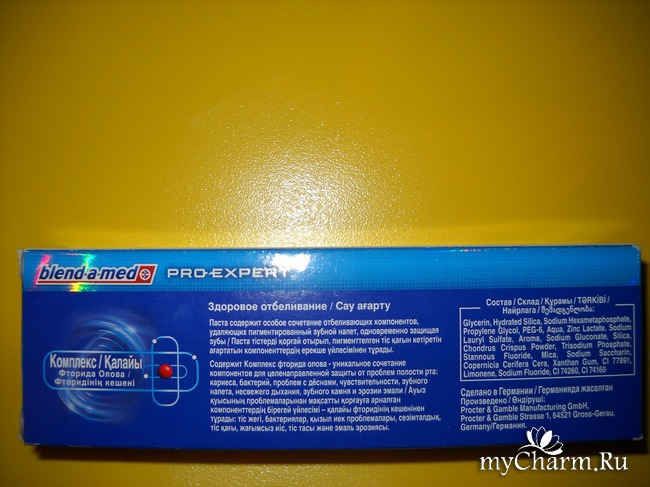 blend-a-med PRO-EXPERT
Здоровое отбеливание / Сау ағарту
Паста содержит особое сочетание отбеливающих компонентов,
удаляющих пигментированный зубной налет, одновременно защищая
зубы / Паста тістерді қорғай отырып, пигменттелген тіс қағын кетіретін
ағартатын компоненттердің ерекше үйлесімінен тұрады.
Содержит Комплекс фторида олова - уникальное сочетание
компонентов для целенаправленной защиты от проблем полости рта:
кариеса, бактерий, проблем с дёснами, чувствительности, зубного
налета, несвежего дыхания, зубного камня и эрозии эмали / Ауыз
қуысының проблемаларынан мақсатты қорғауға арналған
компоненттердің бірегей үйлесімі – қалайы фторидінің кешенінен
тұрады: тіс жегі, бактериялар, қызыл иек проблемалары, сезімталдық,
тіс қағы, жағымсыз иіс, тіс тасы және эмаль эрозиясы.
Комплекс / Қалайы
Фторида Олова /
Фторидінің кешені
Состав / Склад / Құрамы / TƏRKİBİ /
Найрлага / შემადგენლობა:
Glycerin, Hydrated Silica, Sodium Hexametaphosphate,
Propylene Glycol, PEG-6, Aqua, Zinc Lactate, Sodium
Lauryl Sulfate, Aroma, Sodium Gluconate, Silica,
Chondrus Crispus Powder, Trisodium Phosphate,
Stannous Fluoride, Mica, Sodium Saccharin,
Copernicia Cerifera Cera, Xanthan Gum, CI 77891,
Limonene, Sodium Fluoride, CI 74260, CI 74160
Сделано в Германии / Германияда жасалған
Произведено / Өндіруші:
Procter & Gamble Manufacturing GmbH,
Procter & Gamble Strasse 1, 64521 Gross-Gerau,
Germany/Германия.
myCharm.Ru